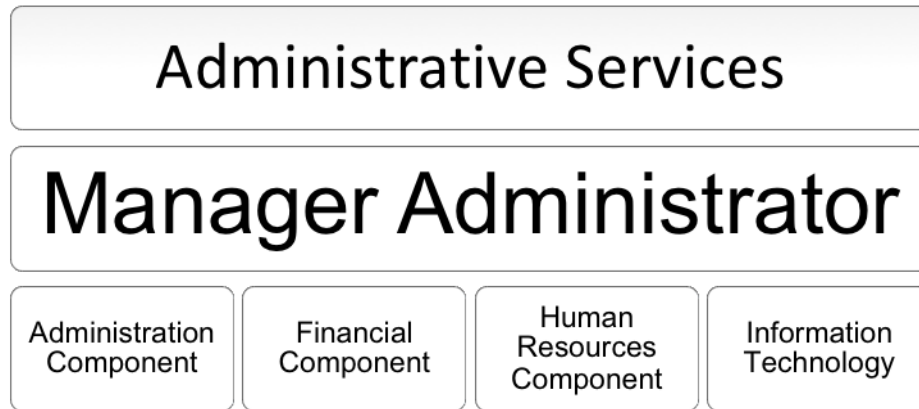 Administrative Services
Manager Administrator
Administration
Component
Financial
Component
Human
Resources
Component
Information
Technology